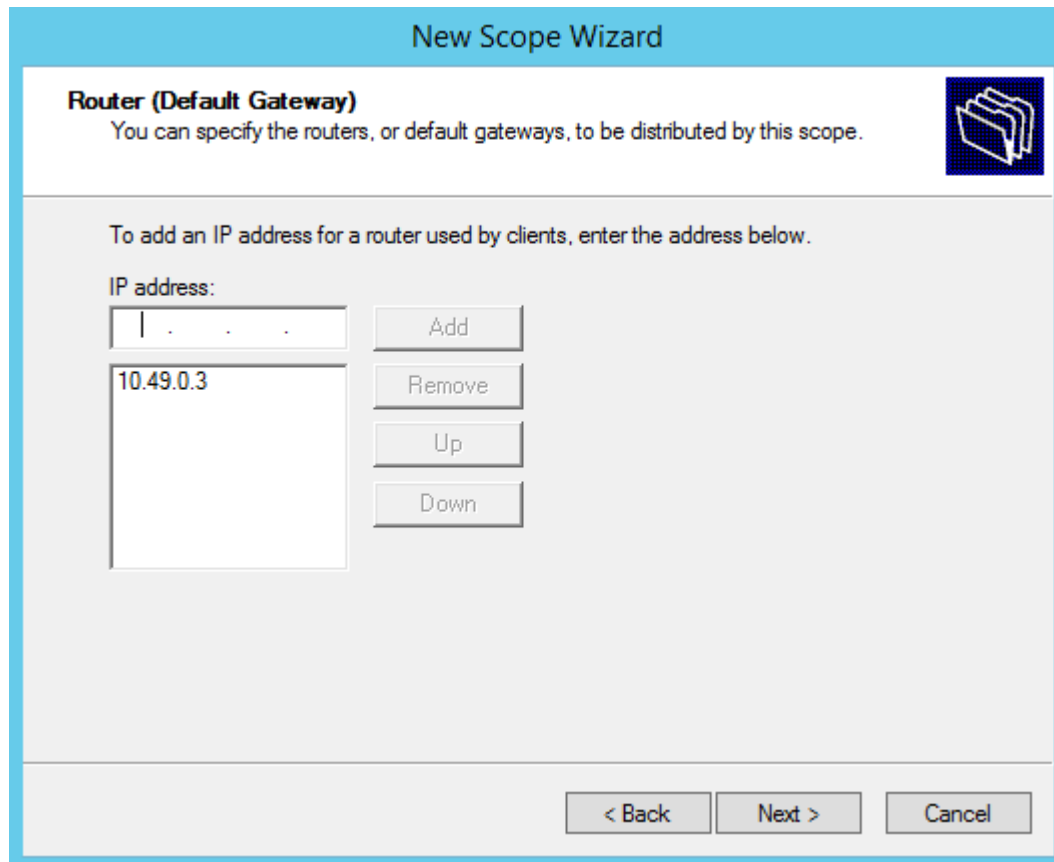 New Scope Wizard
Router (Default Gateway)
You can specify the routers, or default gateways, to be distributed by this scope.
To add an IP address for a router used by clients, enter the address below.
IP address:
. . .
Add
10.49.0.3
Remove
Up
Down
< Back
Next >
Cancel